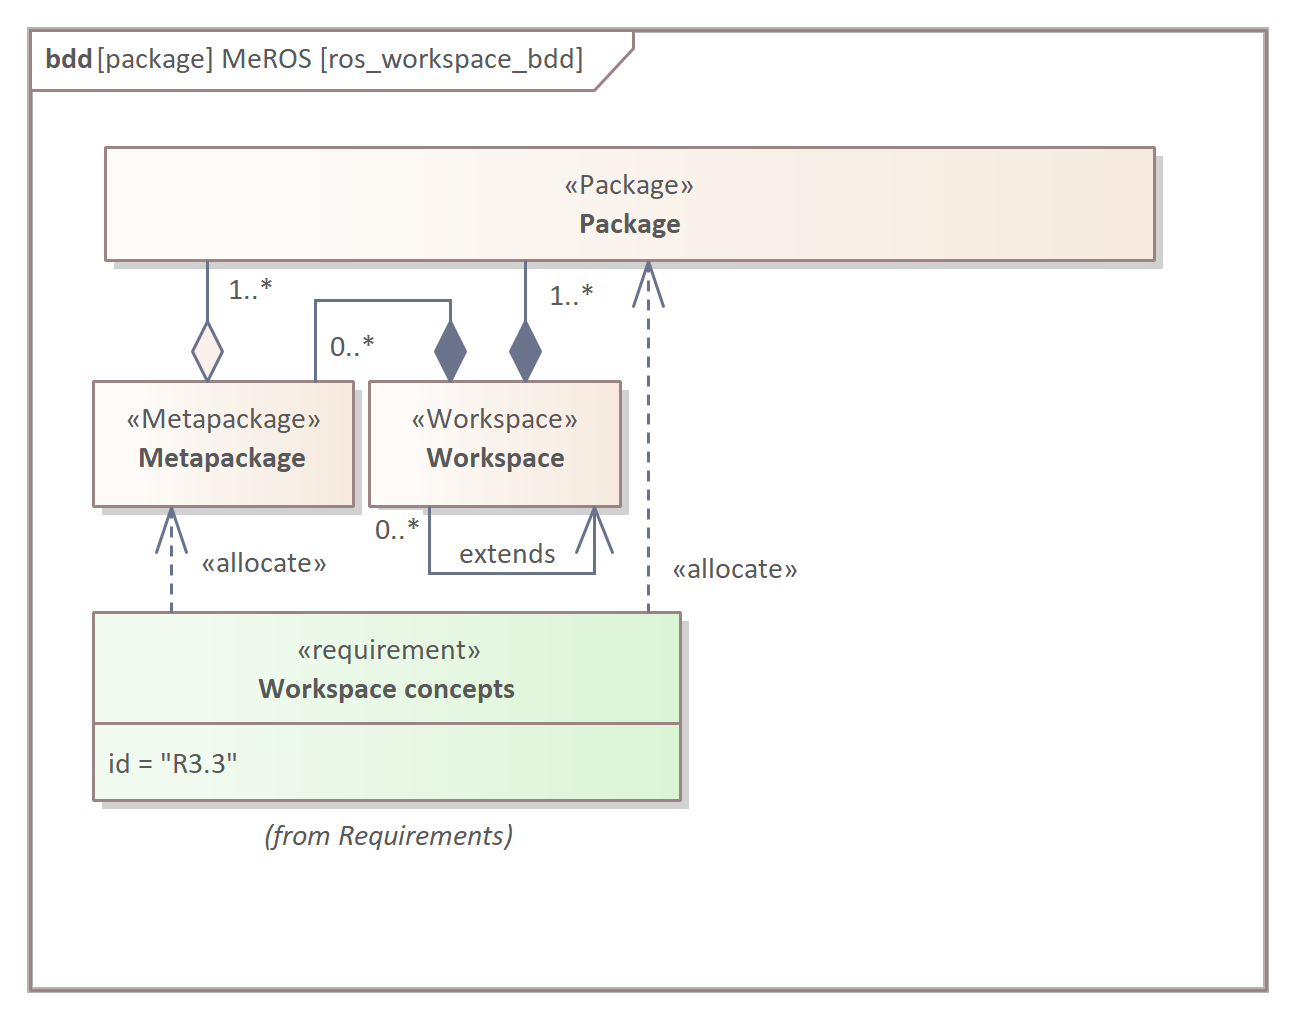 bdd [package] MeROS [ros_workspace_bdd]
«Package»
Package
1..*
1..*
0..*
«Metapackage»
Metapackage
«Workspace»
Workspace
0..*
extends
«allocate»
«allocate»
«requirement»
Workspace concepts
id = "R3.3"
(from Requirements)